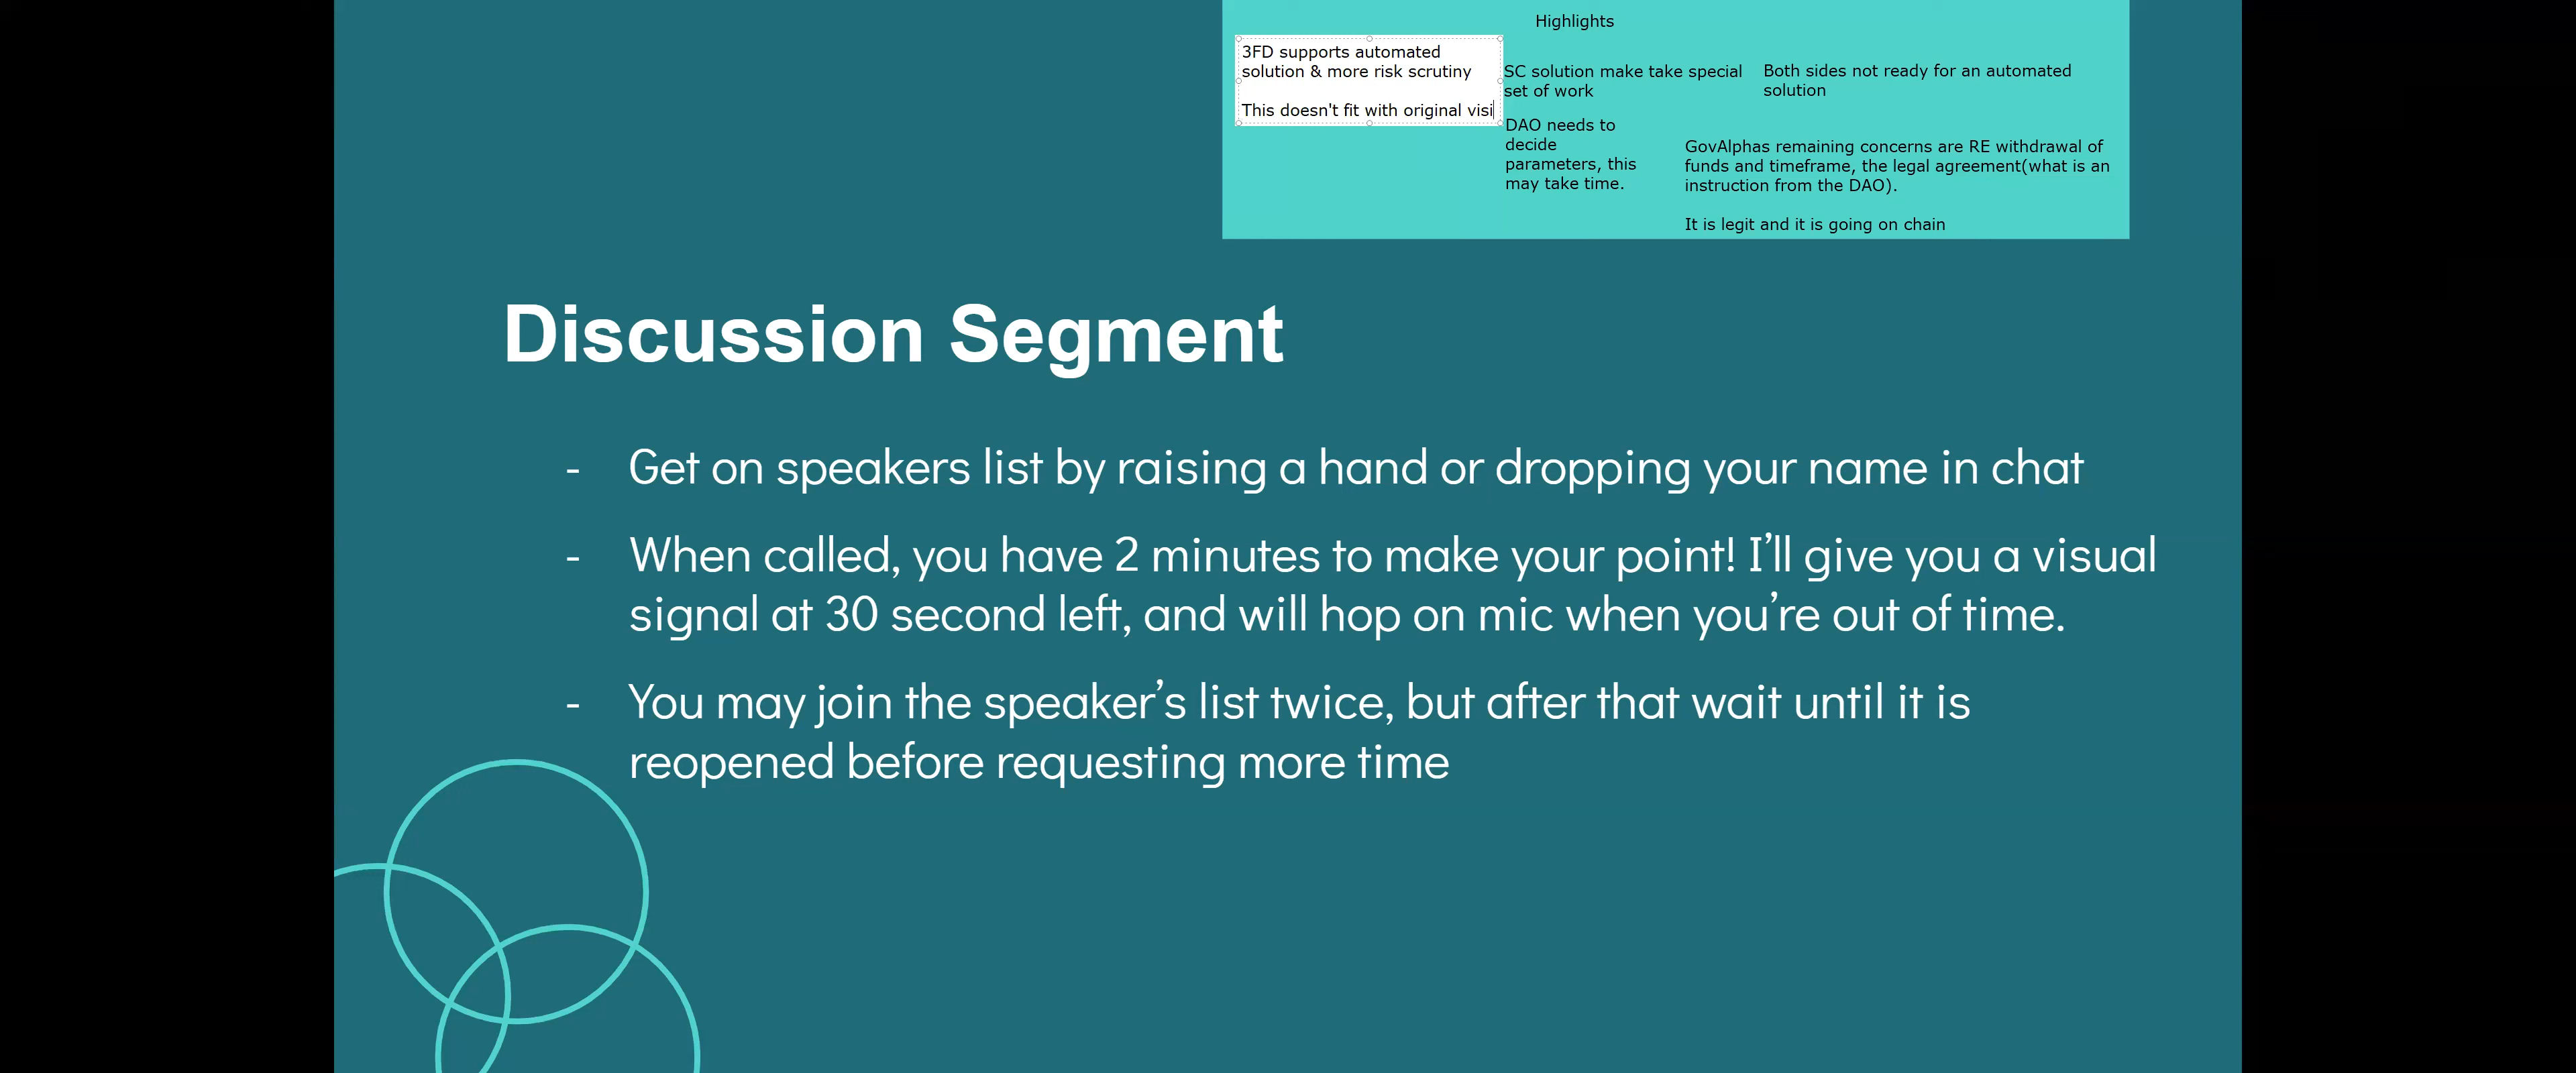 Highlights
3FD supports automated
solution & more risk scrutiny
This doesn't fit with original visi
SC solution make take special
set of work
Both sides not ready for an automated
solution
DAO needs to
decide
parameters, this
may take time.
GovAlphas remaining concerns are RE withdrawal of
funds and timeframe, the legal agreement(what is an
instruction from the DAO).
It is legit and it is going on chain
Discussion Segment
- Get on speakers list by raising a hand or dropping your name in chat
- When called, you have 2 minutes to make your point! I’ll give you a visual
signal at 30 second left, and will hop on mic when you’re out of time.
- You may join the speaker’s list twice, but after that wait until it is
reopened before requesting more time